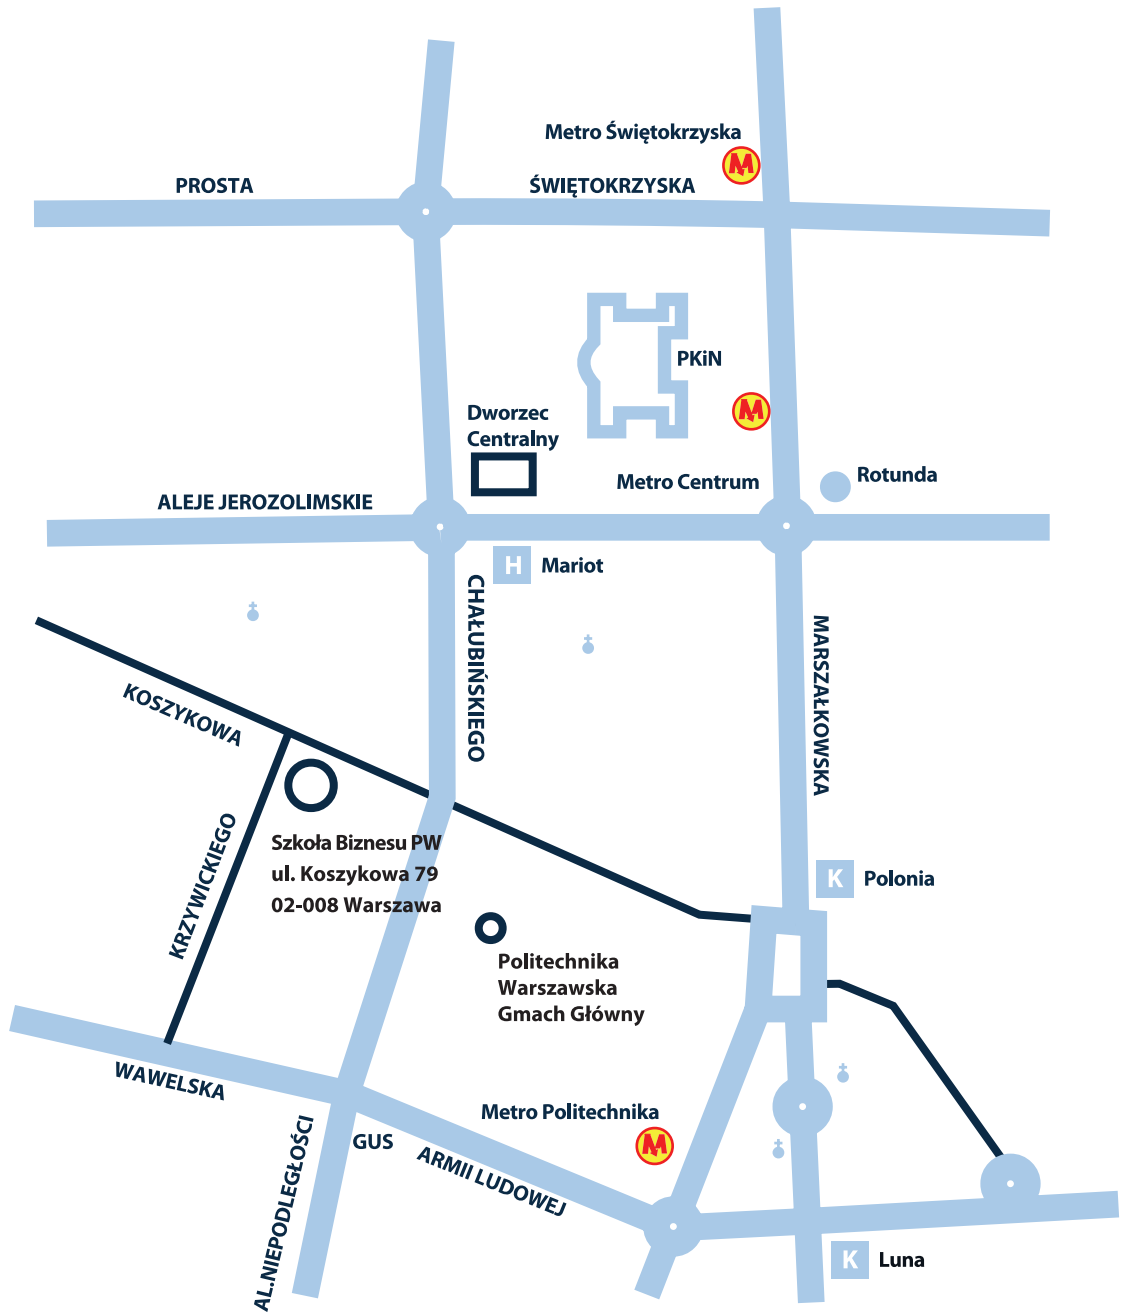 Metro Świętokrzyska
M
PROSTA
ŚWIĘTOKRZYSKA
PKiN
M
Dworzec
Centralny
Metro Centrum
Rotunda
ALEJE JEROZOLIMSKIE
H
Mariot
CHAŁUBIŃSKIEGO
MARSZAŁKOWSKA
KOSZYKOWA
KRZYWICKIEGO
Szkoła Biznesu PW
ul. Koszykowa 79
02-008 Warszawa
K
Polonia
Politechnika
Warszawska
Gmach Główny
WAWELSKA
Metro Politechnika
M
GUS
ARMII LUDOWEJ
AL.NIEPODLEGŁOŚCI
K
Luna